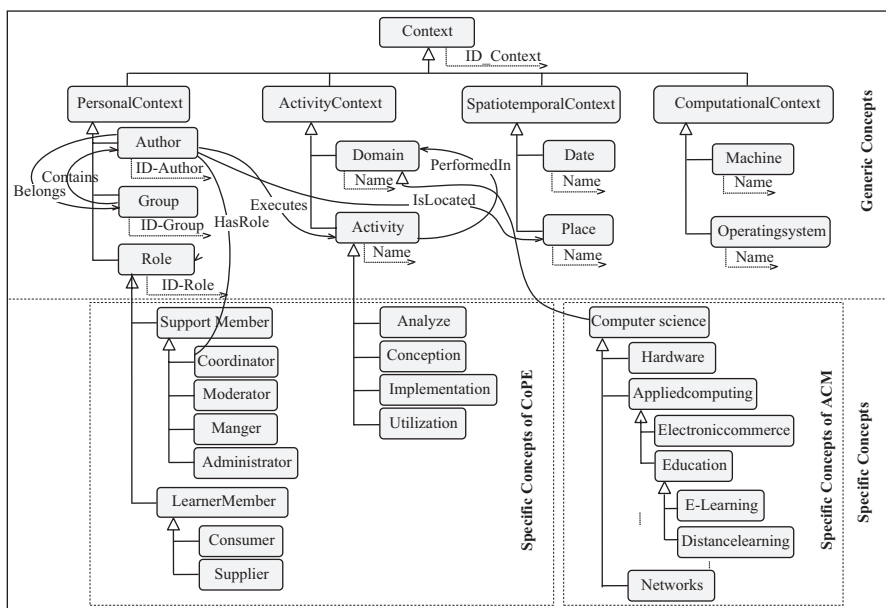 Context
ID_Context
PersonalContext
ActivityContext
SpatiotemporalContext
ComputationalContext
Author
ID-Author
Contains
Belongs
Group
ID-Group
HasRole
Role
ID-Role
Executes
Domain
Name
PerformedIn
IsLocated
Activity
Name
Date
Name
Place
Name
Machine
Name
Operatingsystem
Name
Generic Concepts
Support Member
Coordinator
Moderator
Manger
Administrator
LearnerMember
Consumer
Supplier
Analyze
Conception
Implementation
Utilization
Specific Concepts of CoPE
Computer science
Hardware
Appliedcomputing
Electroniccommerce
Education
E-Learning
Distancelearning
Networks
Specific Concepts of ACM
Specific Concepts